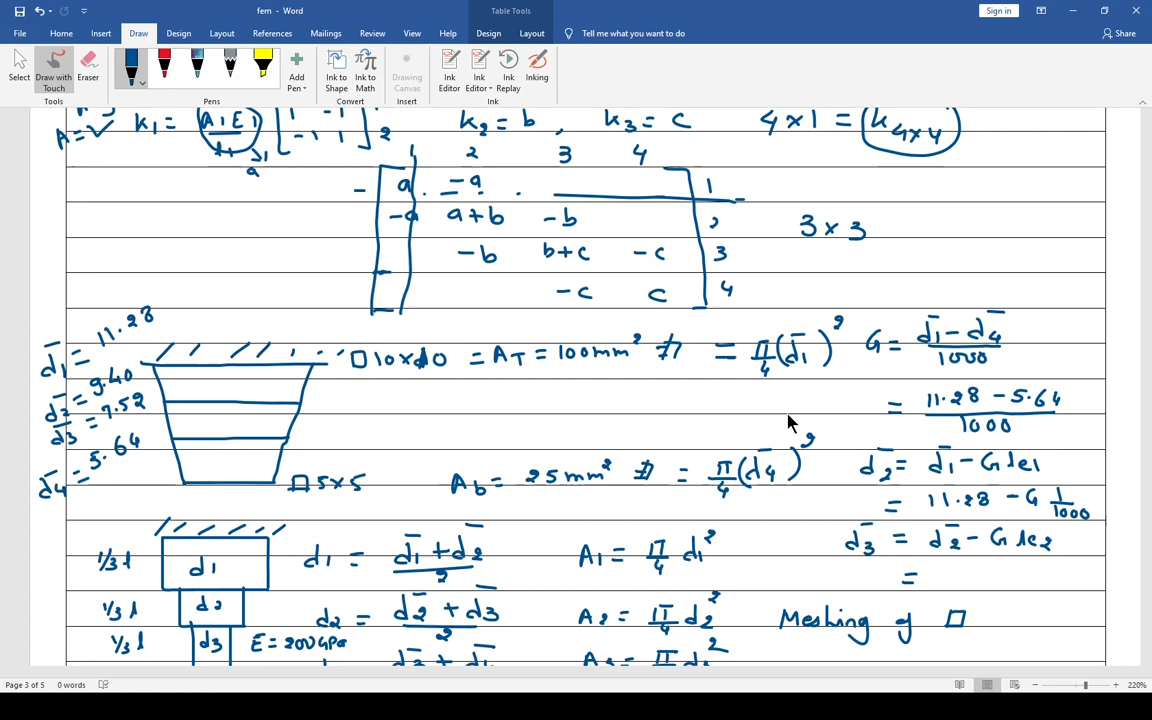 fem - Word
Table Tools
Sign in
File Home Insert Draw Design Layout References Mailings Review View Help Design Layout Tell me what you want to do
Share
Select Draw with Touch Eraser
Add Pen
Ink to Shape Ink to Math
Drawing Canvas
Ink Editor Ink Editor Ink Replay Inking
Tools Pens Convert Insert Ink
A = ✓ k1 = A1E1 [ 1 -1 -1 1 ] 2 k2 = b , k3 = c 4×1 = k4×4
a
1 2 3 4
a -a 1
-a a+b -b 2
-b b+c -c 3
-c c 4
3 × 3
d1 = 11.28
d2 = 9.40
d3 = 7.52
d4 = 5.64
□ 10×10 = AT = 100mm² = π/4 (d1)²
G = d1 - d4 / 1000
= 11.28 - 5.64 / 1000
□ 5×5 Ab = 25mm² = π/4 (d4)²
d2 = d1 - G le1
= 11.28 - G 1/1000
d3 = d2 - G le2
=
1/3 l d1
1/3 l d2
1/3 l d3
E = 200GPa
d1 = d1 + d2 / 2 A1 = π/4 d1²
d2 = d2 + d3 / 2 A2 = π/4 d2²
Meshing of □
Page 3 of 5 0 words
220%